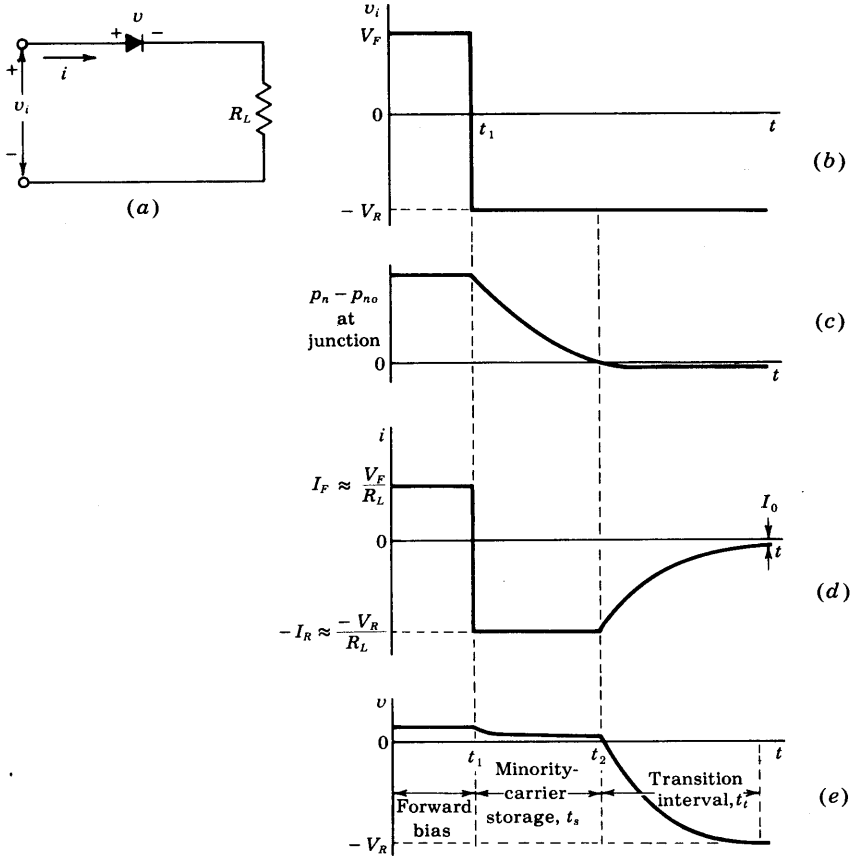 v
+ −
+
i
v_i
R_L
−
(a)
v_i
V_F
0
t_1
t
− V_R
(b)
p_n − p_no
at
junction
0
t
(c)
i
I_F ≈ V_F / R_L
I_0
0
t
− I_R ≈ − V_R / R_L
(d)
v
0
t_1
t_2
t
Forward
bias
Minority-
carrier
storage, t_s
Transition
interval, t_t
− V_R
(e)